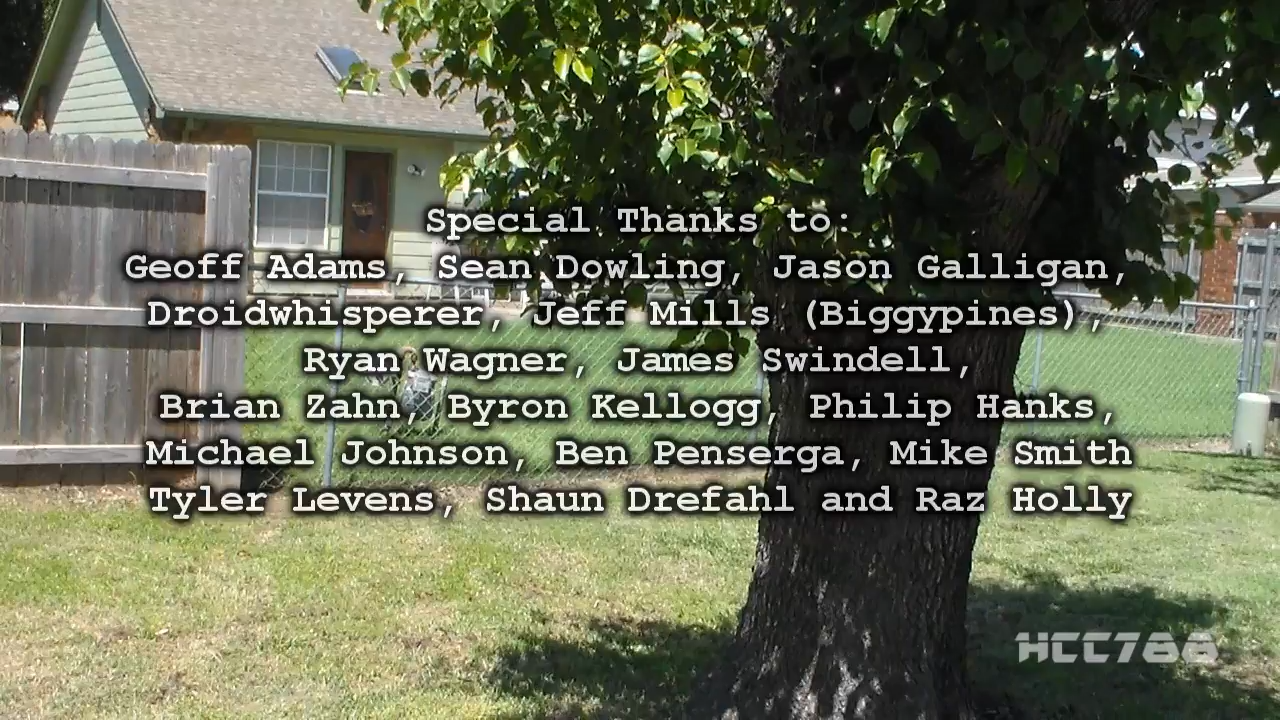 Special Thanks to:
Geoff Adams, Sean Dowling, Jason Galligan,
Droidwhisperer, Jeff Mills (Biggypines),
Ryan Wagner, James Swindell,
Brian Zahn, Byron Kellogg, Philip Hanks,
Michael Johnson, Ben Penserga, Mike Smith
Tyler Levens, Shaun Drefahl and Raz Holly
HCC788